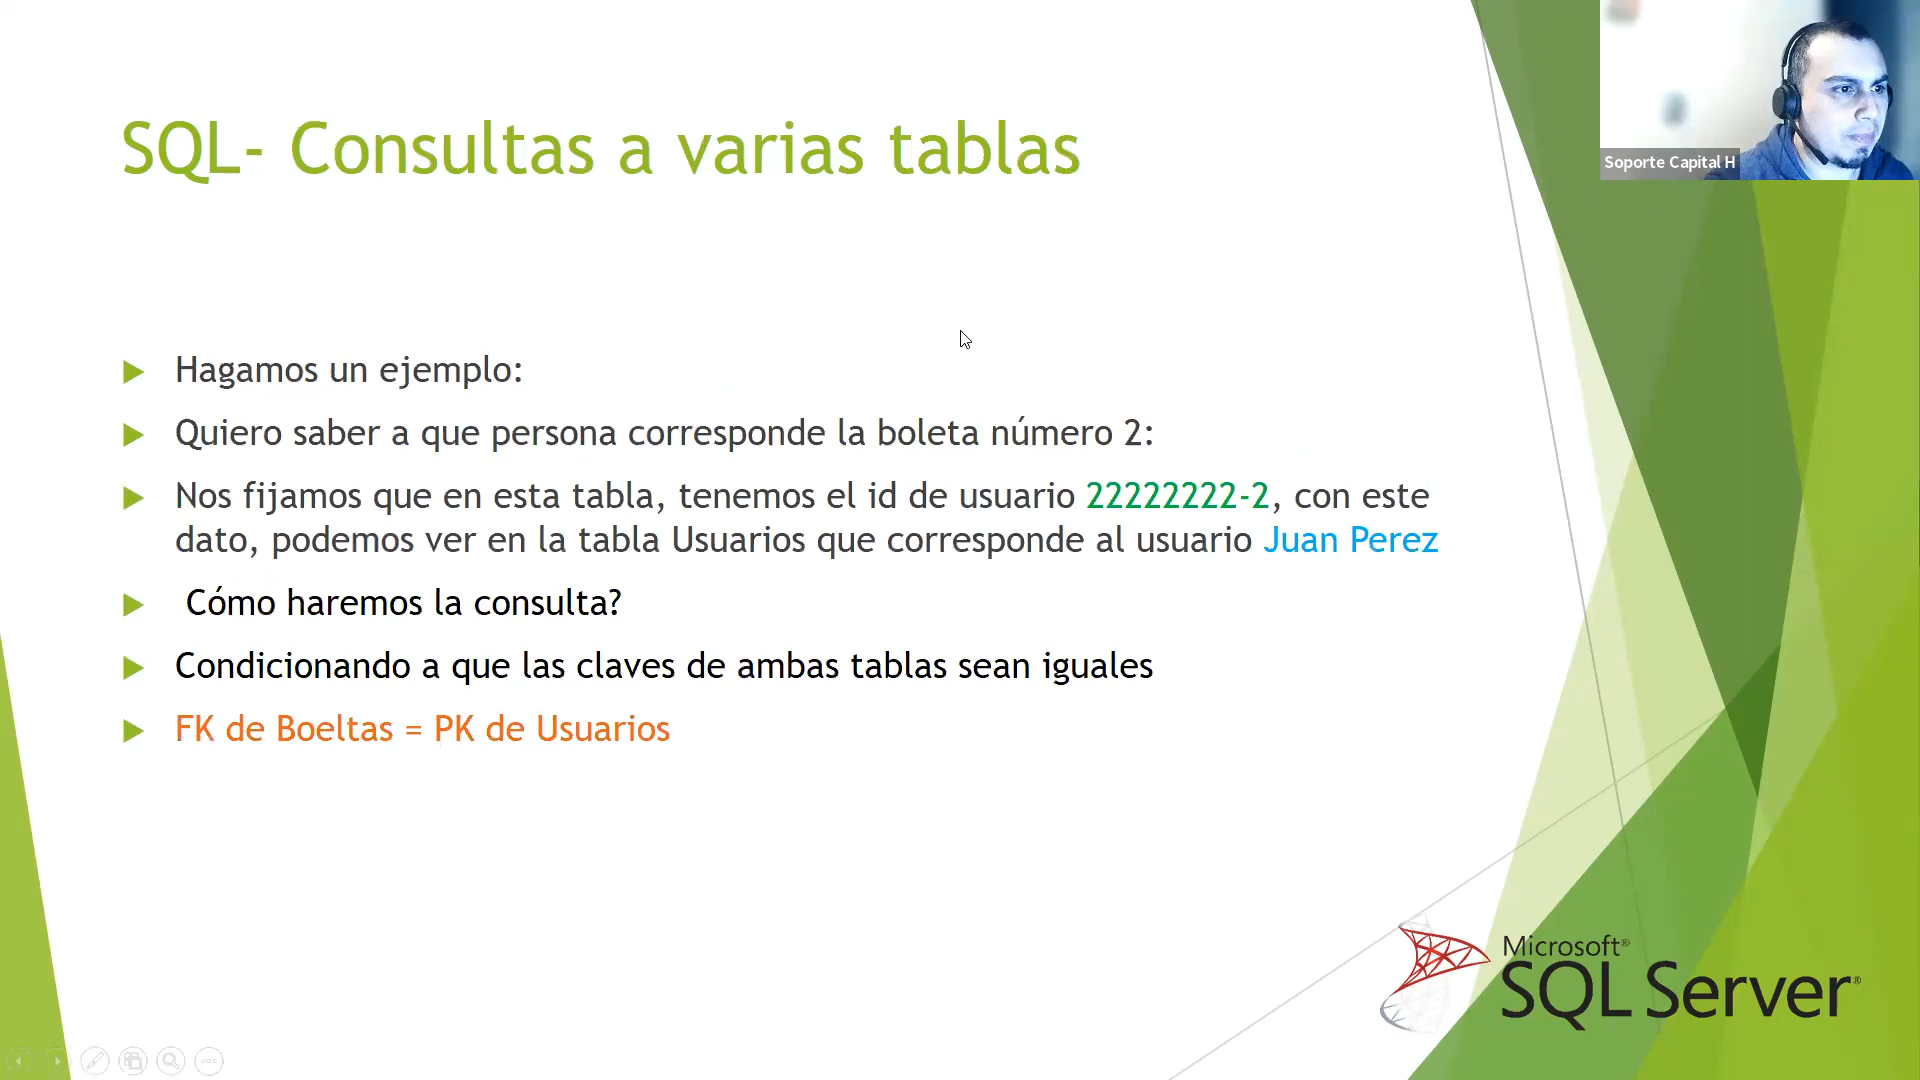 SQL- Consultas a varias tablas
Soporte Capital H
Hagamos un ejemplo:
Quiero saber a que persona corresponde la boleta número 2:
Nos fijamos que en esta tabla, tenemos el id de usuario 22222222-2, con este
dato, podemos ver en la tabla Usuarios que corresponde al usuario Juan Perez
Cómo haremos la consulta?
Condicionando a que las claves de ambas tablas sean iguales
FK de Boeltas = PK de Usuarios
Microsoft®
SQL Server®